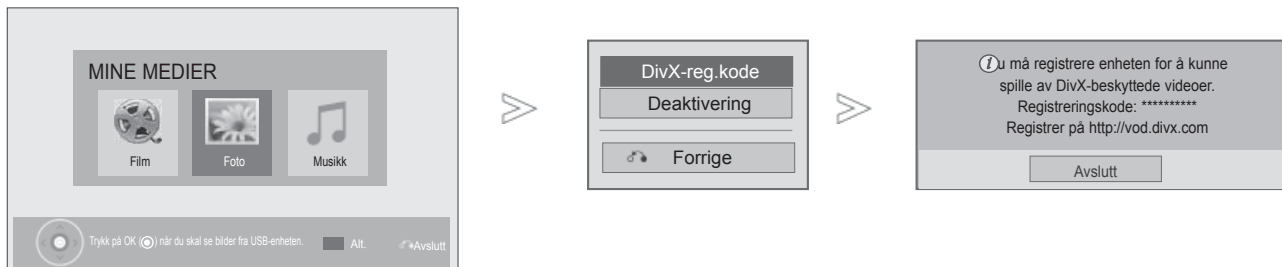 MINE MEDIER
Film
Foto
Musikk
Trykk på OK (◉) når du skal se bilder fra USB-enheten.
Alt.
Avslutt
DivX-reg.kode
Deaktivering
Forrige
u må registrere enheten for å kunne
spille av DivX-beskyttede videoer.
Registreringskode: **********
Registrer på http://vod.divx.com
Avslutt